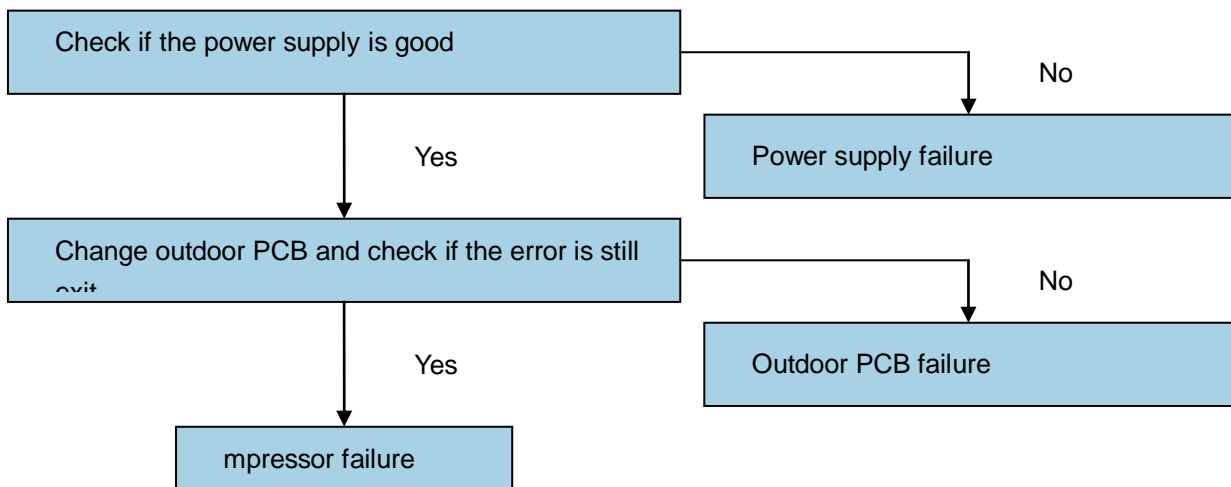 Check if the power supply is good
No
Power supply failure
Yes
Change outdoor PCB and check if the error is still
exit
No
Outdoor PCB failure
Yes
mpressor failure